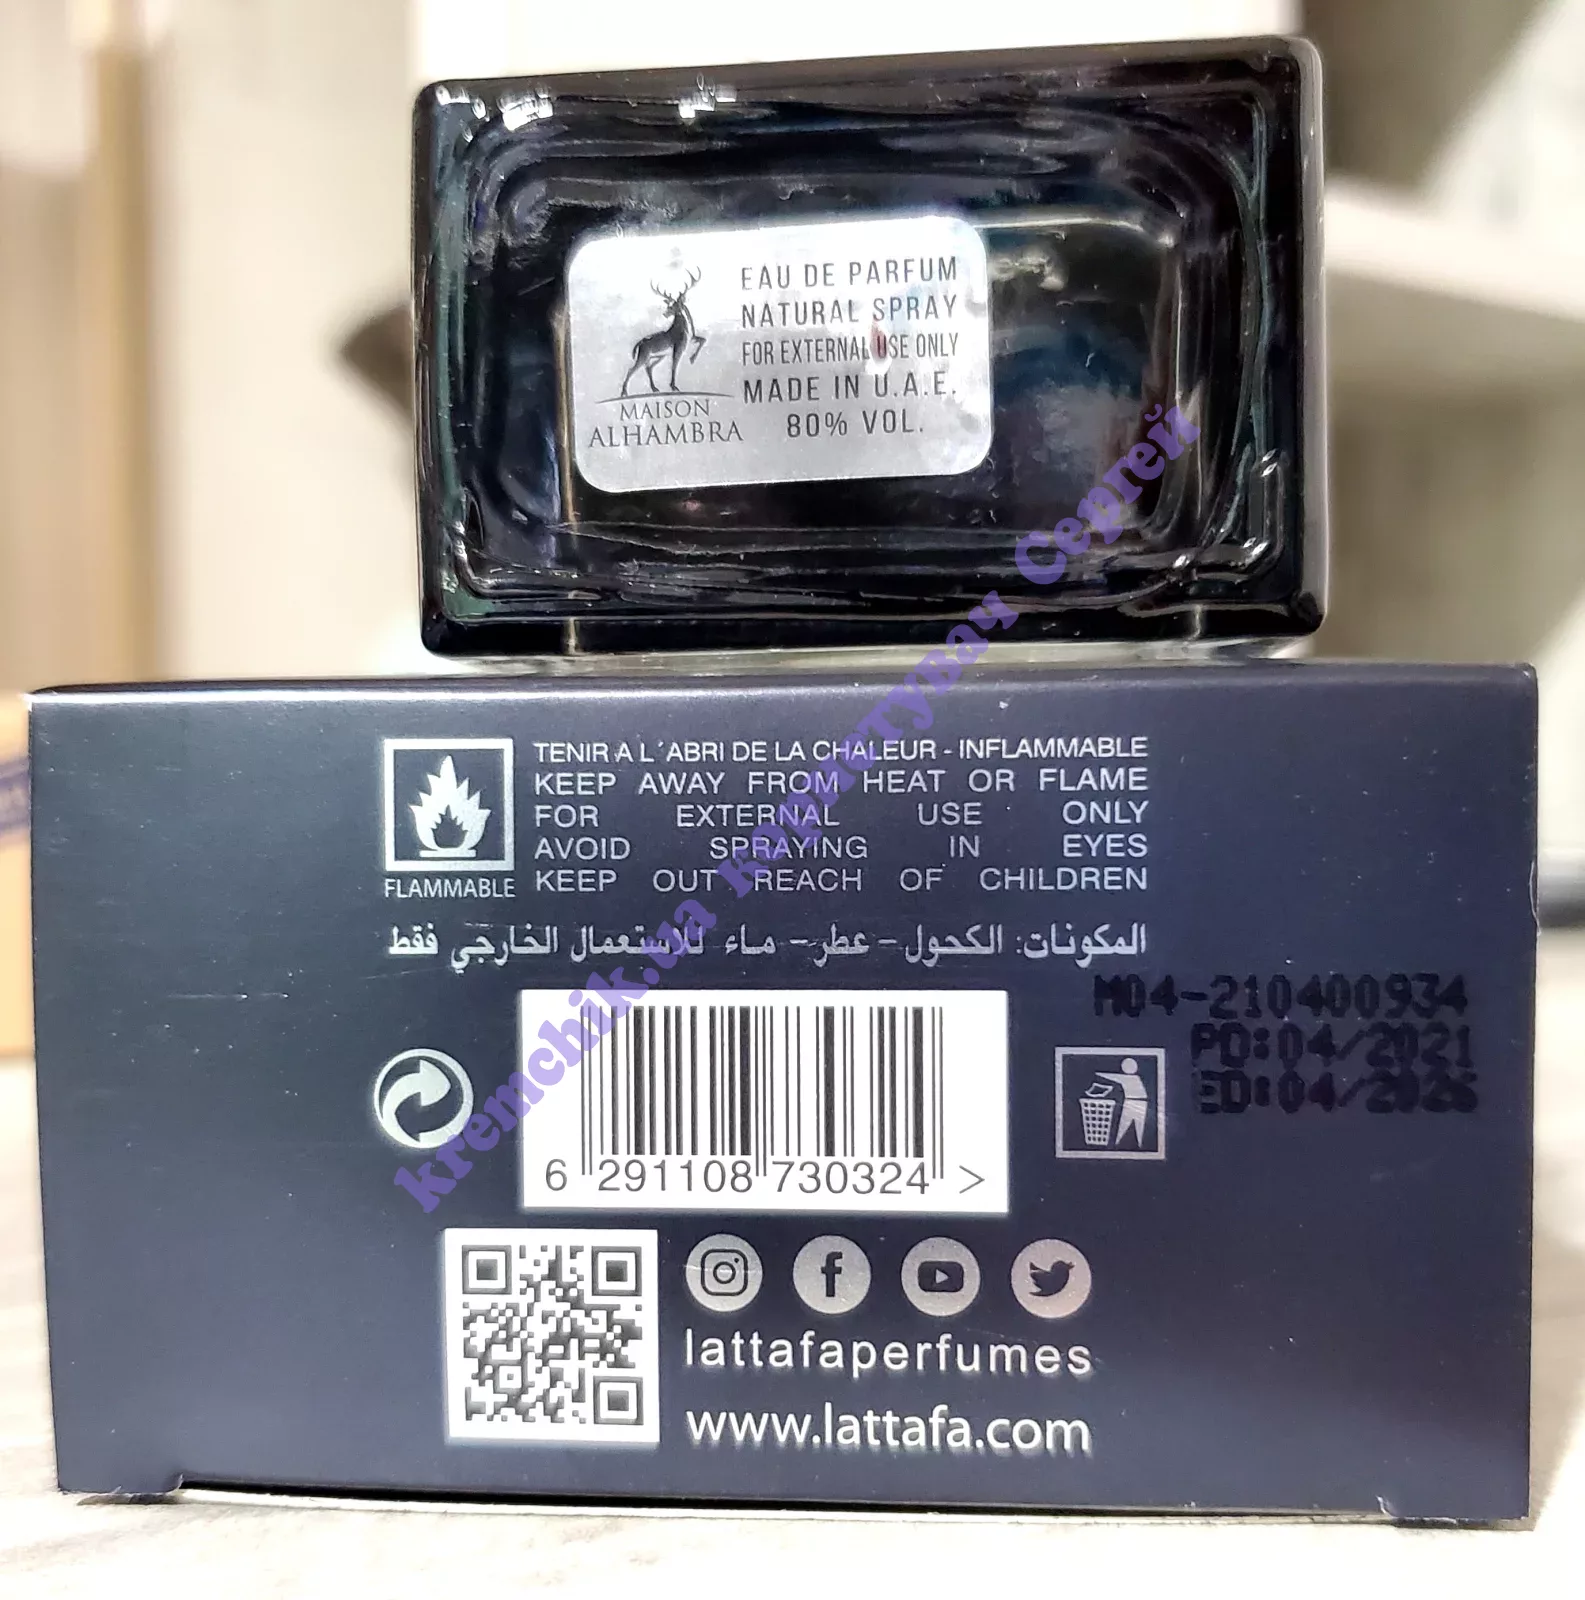 MAISON
ALHAMBRA
EAU DE PARFUM
NATURAL SPRAY
FOR EXTERNAL USE ONLY
MADE IN U.A.E.
80% VOL.
FLAMMABLE
TENIR A L´ABRI DE LA CHALEUR - INFLAMMABLE
KEEP AWAY FROM HEAT OR FLAME
FOR EXTERNAL USE ONLY
AVOID SPRAYING IN EYES
KEEP OUT REACH OF CHILDREN
المكونات: الكحول - عطر - ماء للاستعمال الخارجي فقط
M04-210400934
PD:04/2021
ED:04/2026
6 291108 730324 >
lattafaperfumes
www.lattafa.com
kremchik.ua користувач Сергей